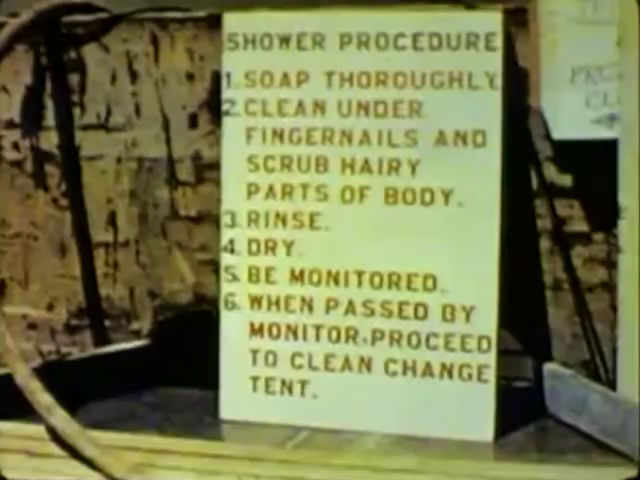 SHOWER PROCEDURE
1. SOAP THOROUGHLY.
2. CLEAN UNDER
FINGERNAILS AND
SCRUB HAIRY
PARTS OF BODY.
3. RINSE.
4. DRY.
5. BE MONITORED.
6. WHEN PASSED BY
MONITOR, PROCEED
TO CLEAN CHANGE
TENT.